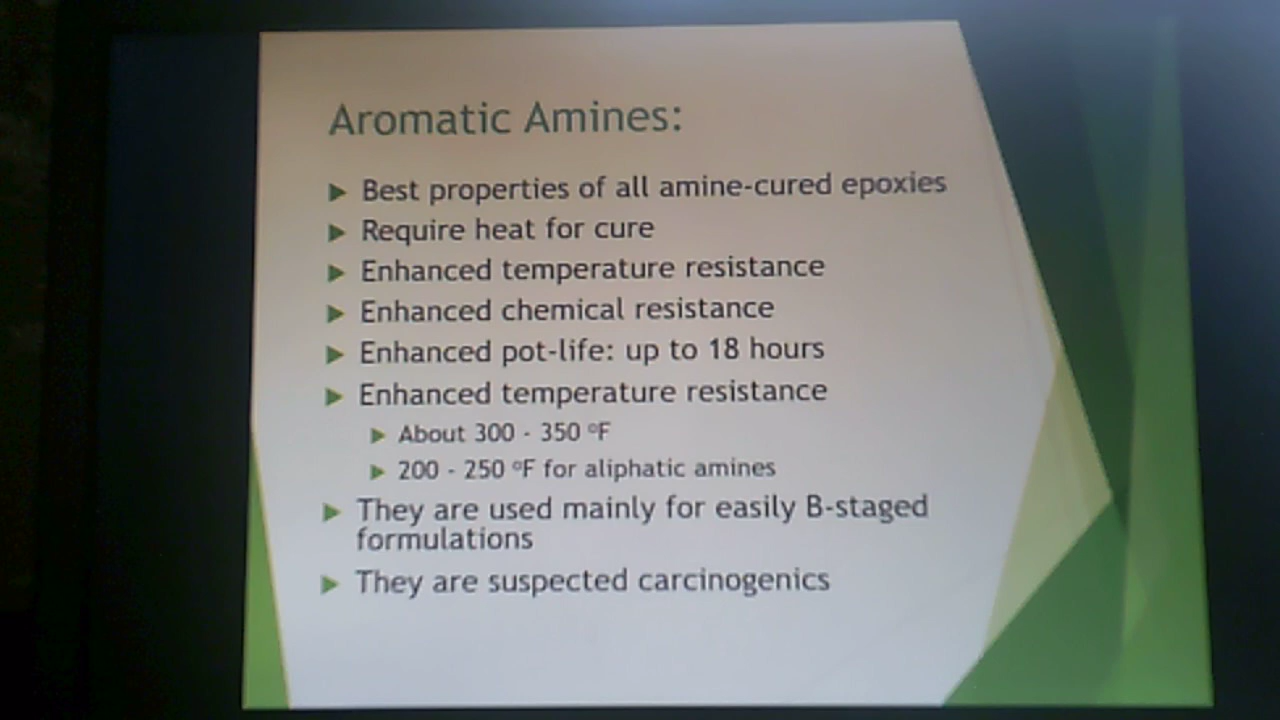 Aromatic Amines:
Best properties of all amine-cured epoxies
Require heat for cure
Enhanced temperature resistance
Enhanced chemical resistance
Enhanced pot-life: up to 18 hours
Enhanced temperature resistance
About 300 - 350 ºF
200 - 250 ºF for aliphatic amines
They are used mainly for easily B-staged
formulations
They are suspected carcinogenics